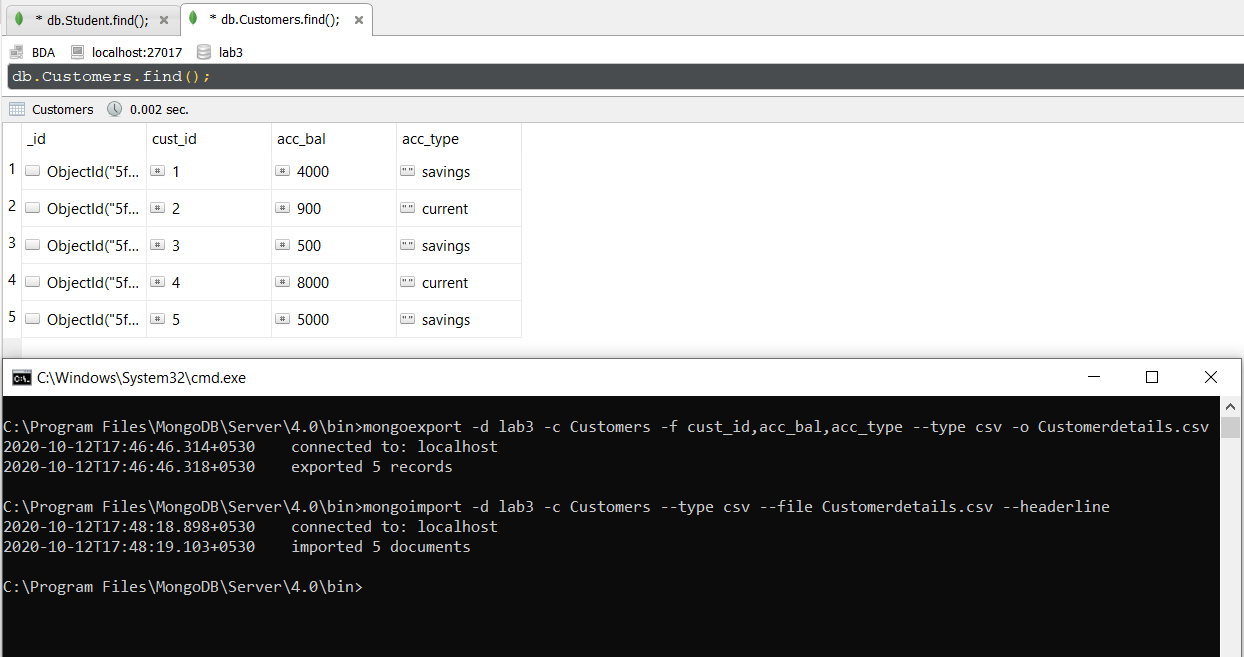 * db.Student.find(); * db.Customers.find();
BDA localhost:27017 lab3
db.Customers.find();
Customers 0.002 sec.
_id cust_id acc_bal acc_type
1 ObjectId("5f... # 1 # 4000 "" savings
2 ObjectId("5f... # 2 # 900 "" current
3 ObjectId("5f... # 3 # 500 "" savings
4 ObjectId("5f... # 4 # 8000 "" current
5 ObjectId("5f... # 5 # 5000 "" savings
C:\Windows\System32\cmd.exe
C:\Program Files\MongoDB\Server\4.0\bin>mongoexport -d lab3 -c Customers -f cust_id,acc_bal,acc_type --type csv -o Customerdetails.csv
2020-10-12T17:46:46.314+0530 connected to: localhost
2020-10-12T17:46:46.318+0530 exported 5 records
C:\Program Files\MongoDB\Server\4.0\bin>mongoimport -d lab3 -c Customers --type csv --file Customerdetails.csv --headerline
2020-10-12T17:48:18.898+0530 connected to: localhost
2020-10-12T17:48:19.103+0530 imported 5 documents
C:\Program Files\MongoDB\Server\4.0\bin>